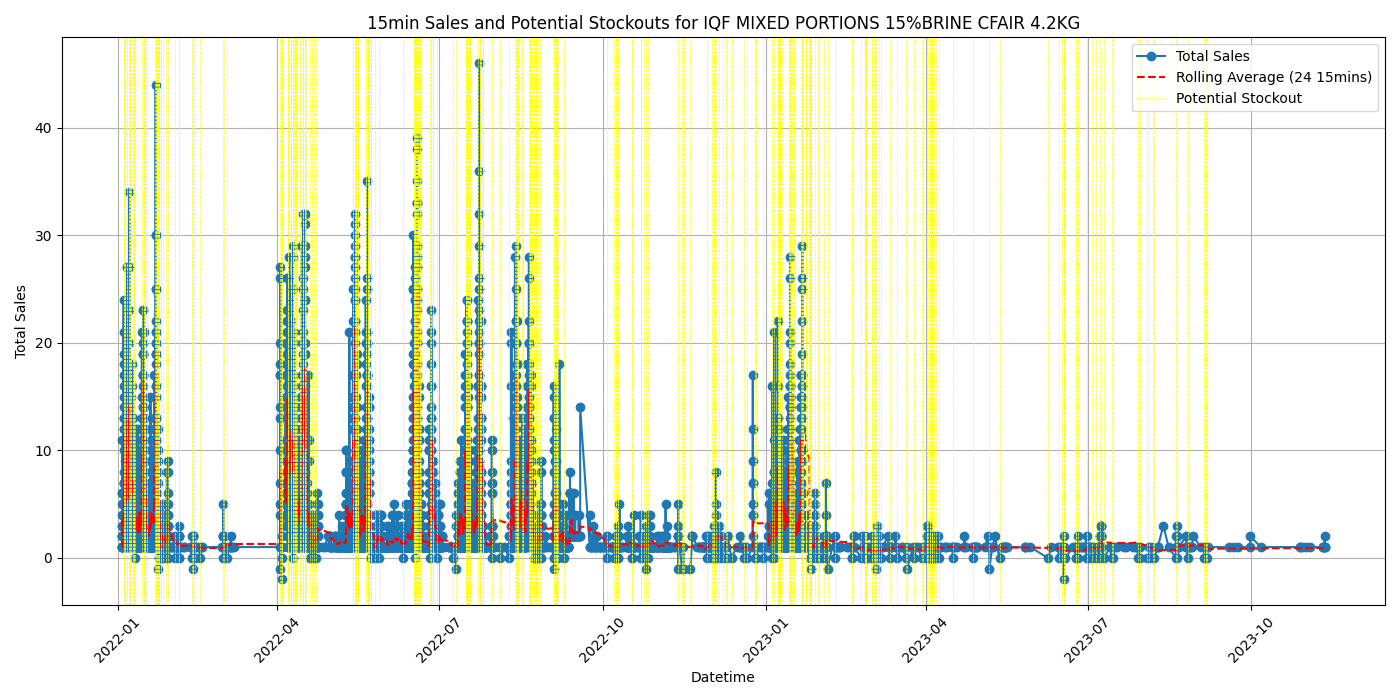 15min Sales and Potential Stockouts for IQF MIXED PORTIONS 15%BRINE CFAIR 4.2KG
Total Sales
Rolling Average (24 15mins)
Potential Stockout
Total Sales
40
30
20
10
0
2022-01
2022-04
2022-07
2022-10
2023-01
2023-04
2023-07
2023-10
Datetime